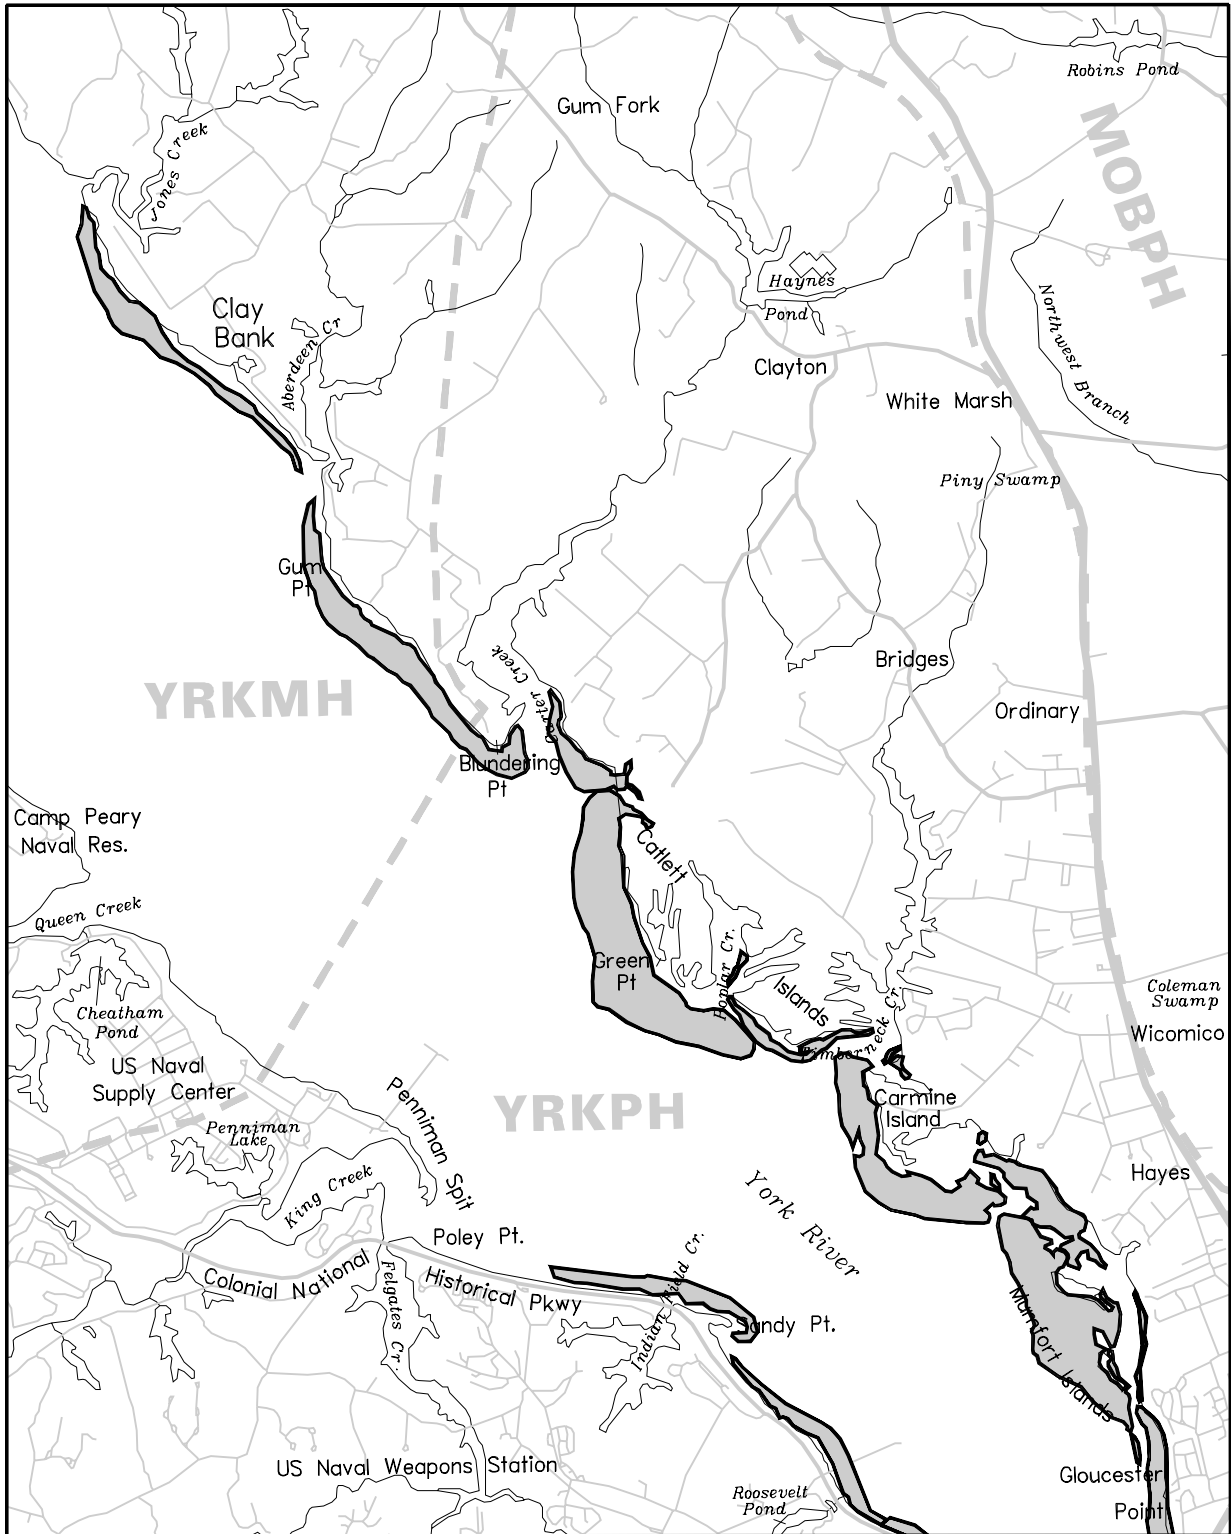 Robins Pond
Gum Fork
MOBPH
Jones Creek
Haynes
Pond
Clay
Bank
Aberdeen Cr
Northwest Branch
Clayton
White Marsh
Piny Swamp
Gum
Pt
Carter Creek
Bridges
YRKMH
Ordinary
Blundering
Pt
Camp Peary
Naval Res.
Catlett
Queen Creek
Green
Pt
Poplar Cr.
Islands
Coleman
Swamp
Cheatham
Pond
Wicomico
Timberneck Cr.
US Naval
Supply Center
Penniman Spit
YRKPH
Carmine
Island
Penniman
Lake
Hayes
King Creek
York River
Poley Pt.
Colonial National
Historical Pkwy
Felgates Cr.
Indian Field Cr.
Sandy Pt.
Mumfort Islands
US Naval Weapons Station
Gloucester
Point
Roosevelt
Pond